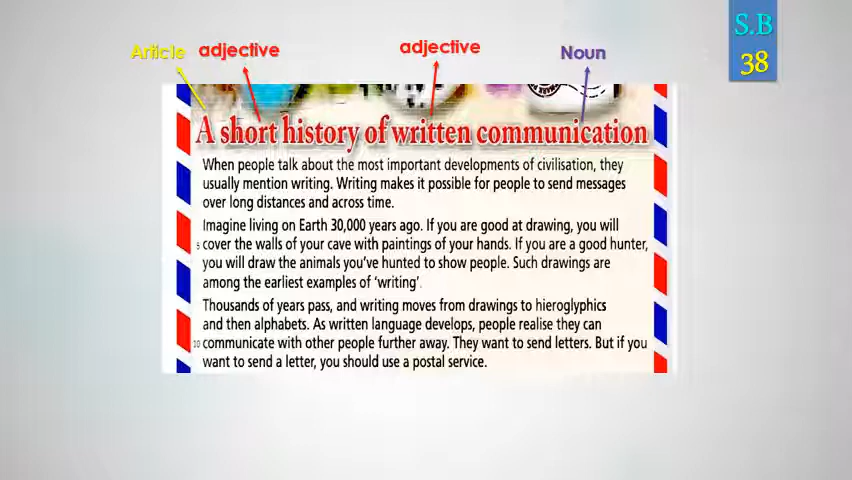 S.B
38
Article adjective adjective Noun
A short history of written communication
When people talk about the most important developments of civilisation, they
usually mention writing. Writing makes it possible for people to send messages
over long distances and across time.
Imagine living on Earth 30,000 years ago. If you are good at drawing, you will
5 cover the walls of your cave with paintings of your hands. If you are a good hunter,
you will draw the animals you've hunted to show people. Such drawings are
among the earliest examples of 'writing'.
Thousands of years pass, and writing moves from drawings to hieroglyphics
and then alphabets. As written language develops, people realise they can
10 communicate with other people further away. They want to send letters. But if you
want to send a letter, you should use a postal service.